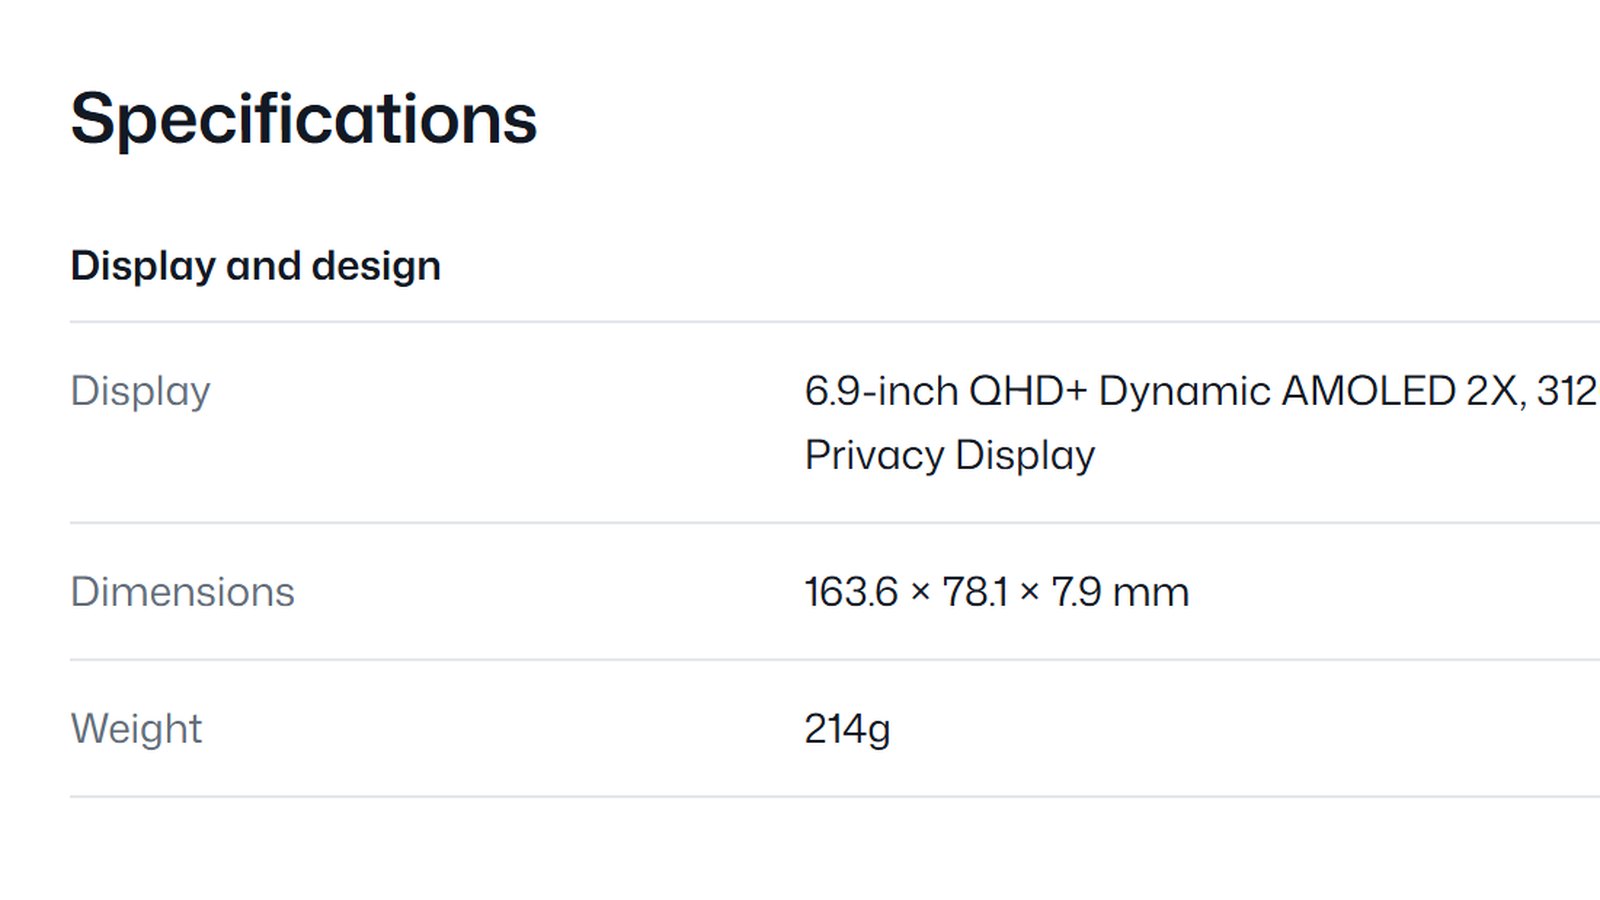 Specifications
Display and design
Display
6.9-inch QHD+ Dynamic AMOLED 2X, 312
Privacy Display
Dimensions
163.6 × 78.1 × 7.9 mm
Weight
214g